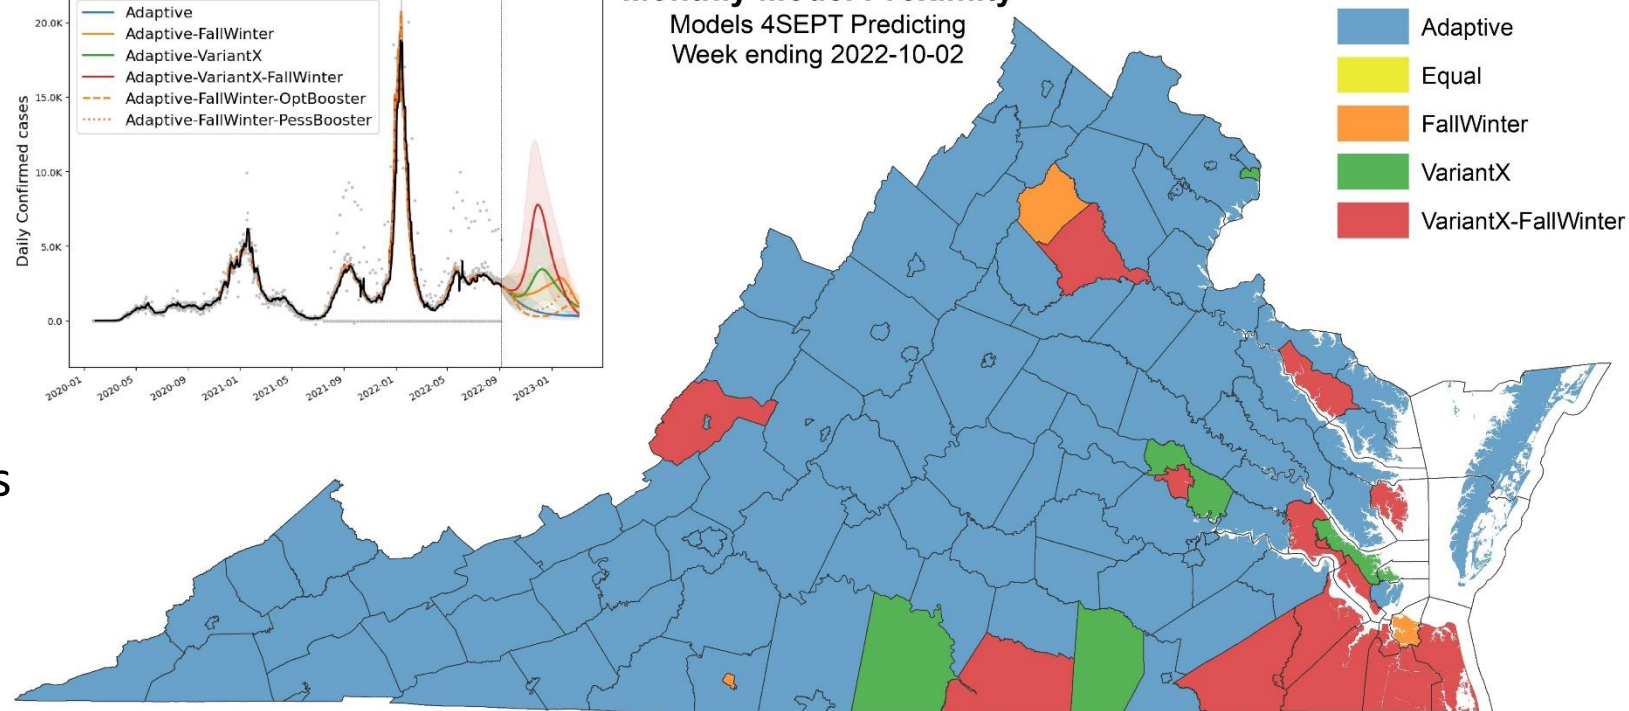 Adaptive
Adaptive-FallWinter
Adaptive-VariantX
Adaptive-VariantX-FallWinter
Adaptive-FallWinter-OptBooster
Adaptive-FallWinter-PessBooster
Daily Confirmed cases
20.0K
15.0K
10.0K
5.0K
0.0
2020-01
2020-05
2020-09
2021-01
2021-05
2021-09
2022-01
2022-05
2022-09
2023-01
s
Models 4SEPT Predicting
Week ending 2022-10-02
Adaptive
Equal
FallWinter
VariantX
VariantX-FallWinter